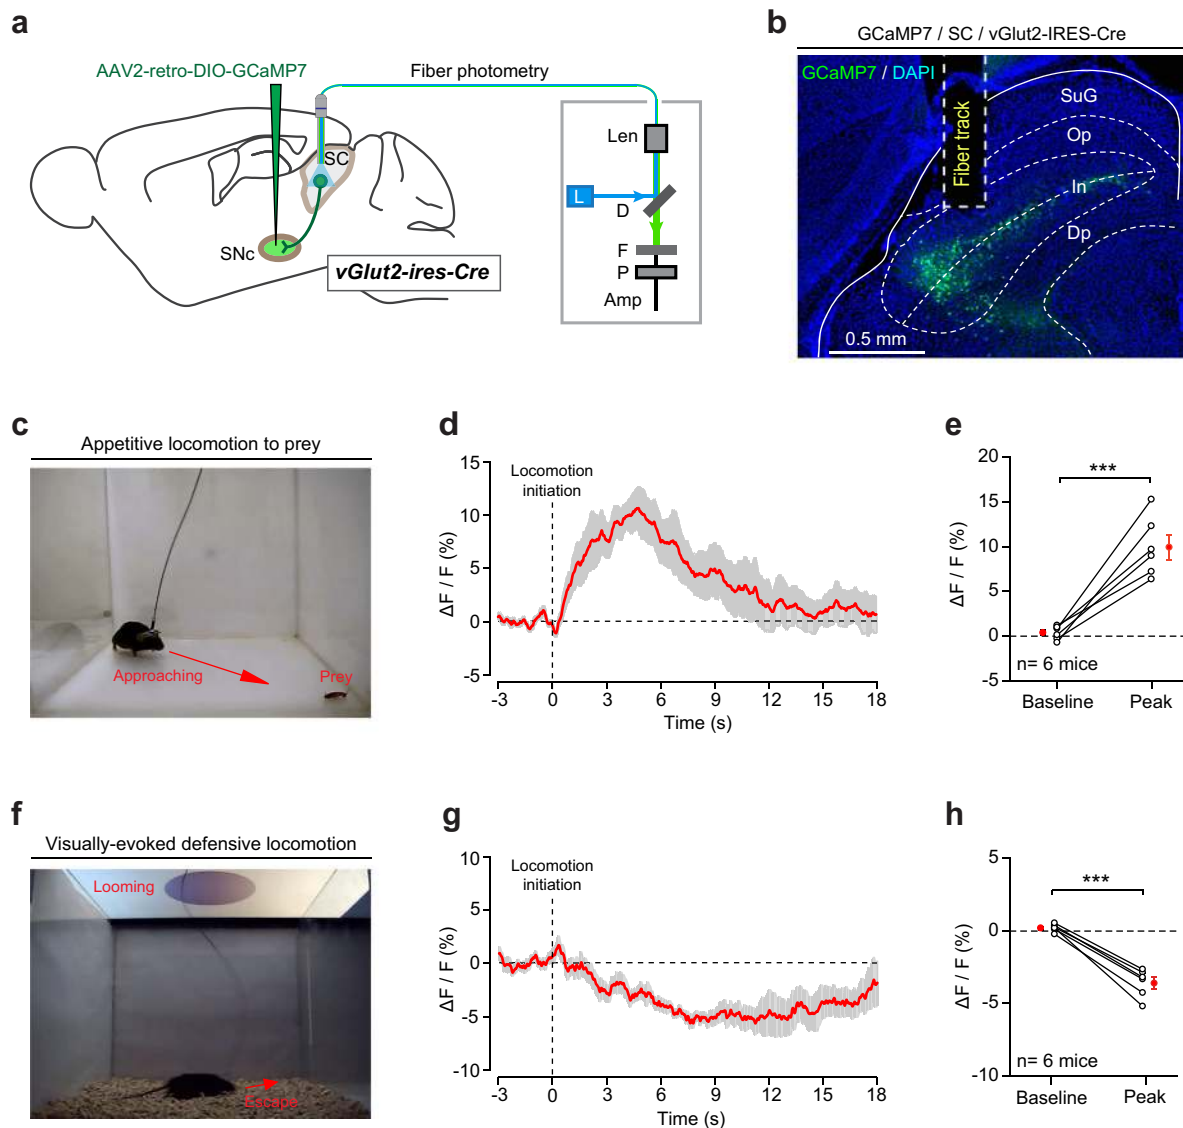 a
AAV2-retro-DIO-GCaMP7
Fiber photometry
SC
SNc
vGlut2-ires-Cre
Len
L
D
F
P
Amp
b
GCaMP7 / SC / vGlut2-IRES-Cre
GCaMP7 / DAPI
Fiber track
SuG
Op
In
Dp
0.5 mm
c
Appetitive locomotion to prey
Approaching
Prey
d
Locomotion
initiation
ΔF / F (%)
15
10
5
0
-5
-3
0
3
6
9
12
15
18
Time (s)
e
ΔF / F (%)
20
15
10
5
0
-5
***
n= 6 mice
Baseline
Peak
f
Visually-evoked defensive locomotion
Looming
Escape
g
Locomotion
initiation
ΔF / F (%)
10
5
0
-5
-10
-3
0
3
6
9
12
15
18
Time (s)
h
ΔF / F (%)
5
0
-5
-10
***
n= 6 mice
Baseline
Peak